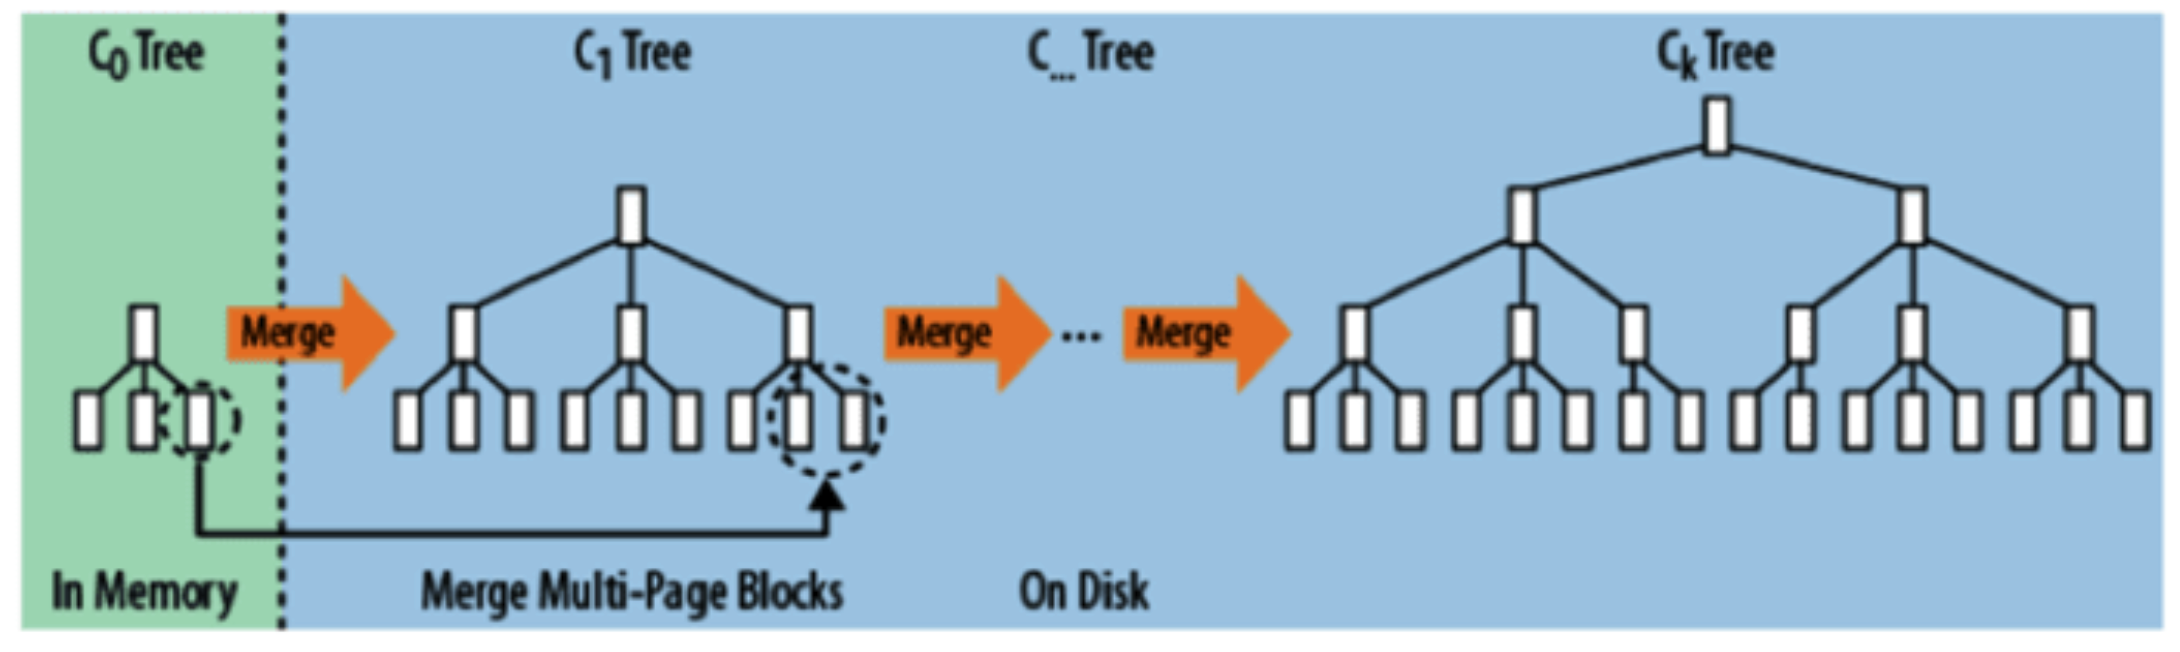 C0 Tree
C1 Tree
C... Tree
Ck Tree
Merge
Merge
...
Merge
In Memory
Merge Multi-Page Blocks
On Disk